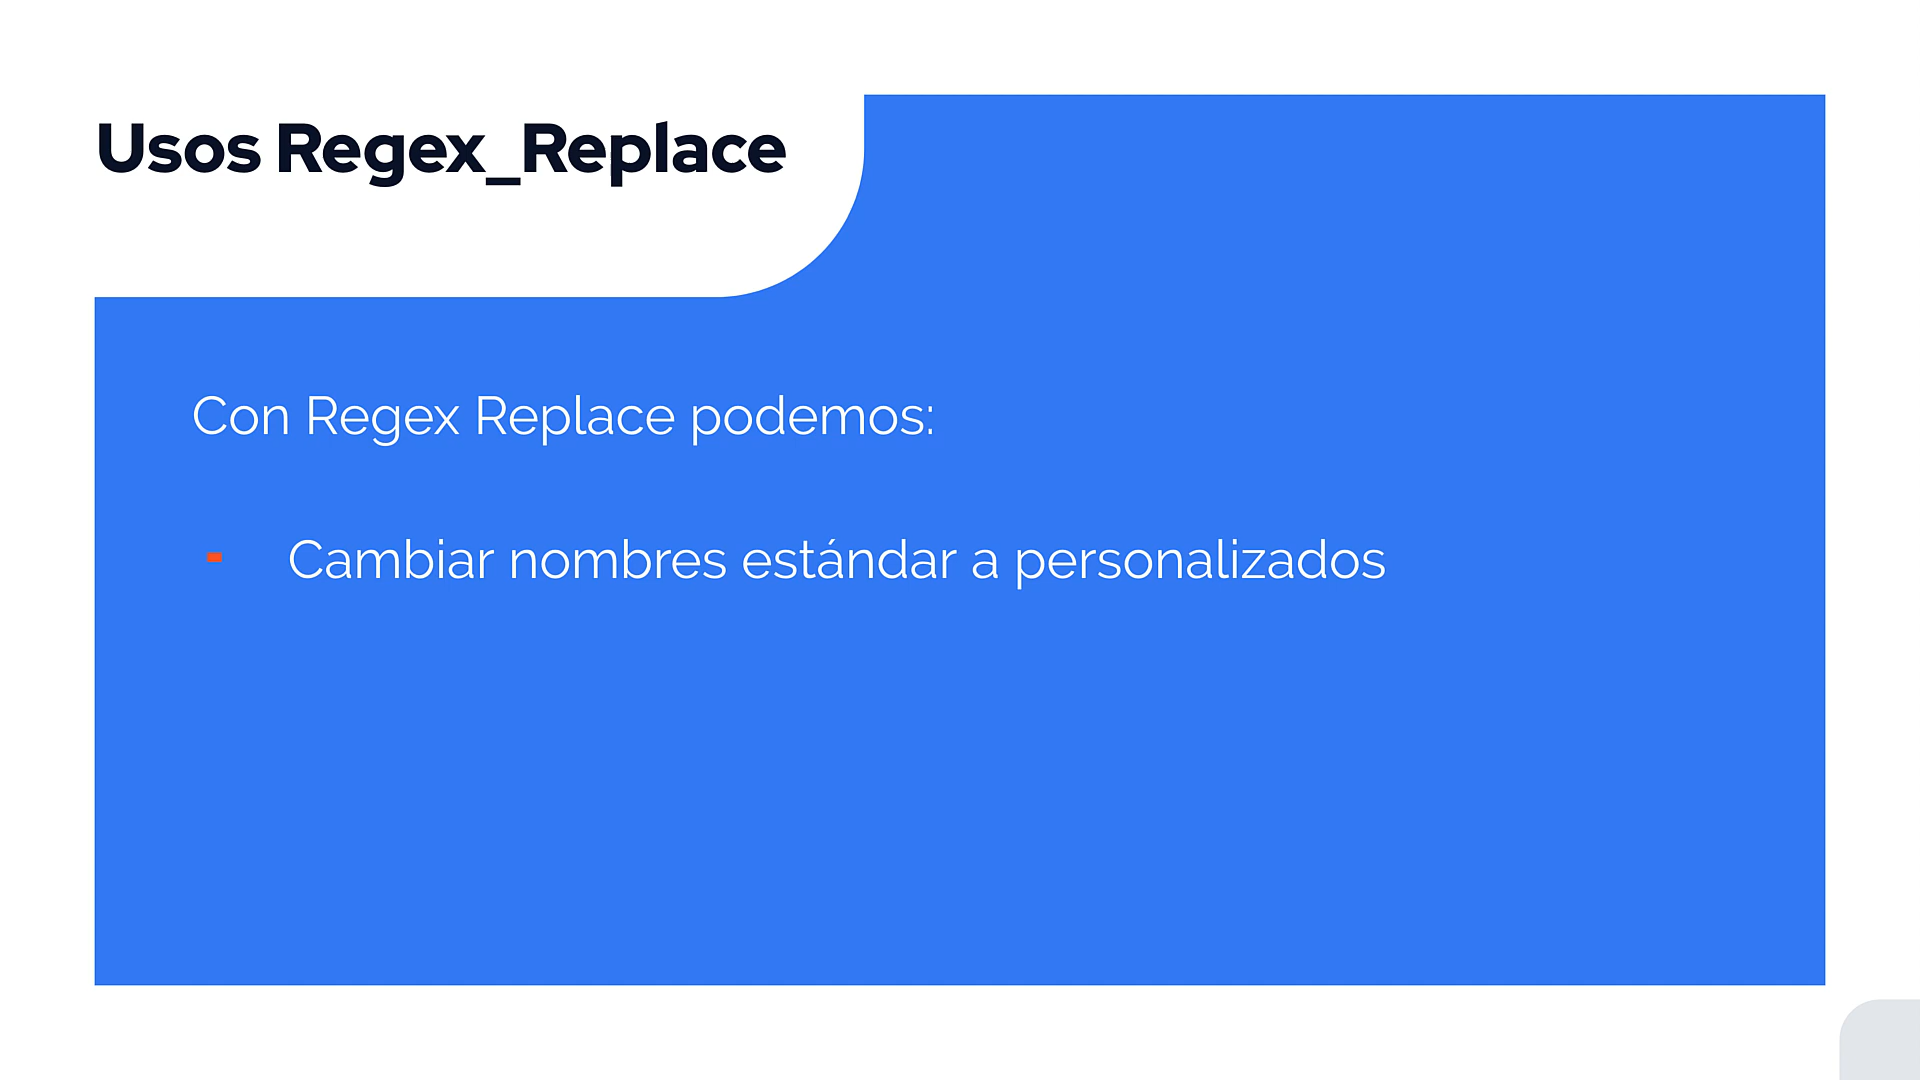 Usos Regex_Replace
Con Regex Replace podemos:
- Cambiar nombres estándar a personalizados